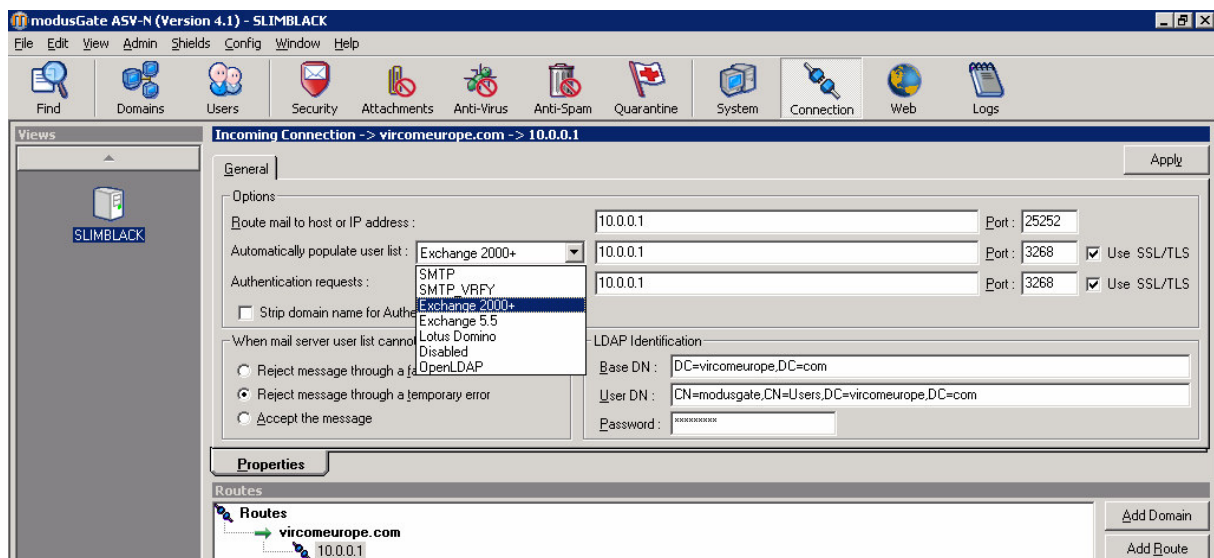 modusGate ASV-N (Version 4.1) - SLIMBLACK
File Edit View Admin Shields Config Window Help
Find Domains Users Security Attachments Anti-Virus Anti-Spam Quarantine System Connection Web Logs
Views
SLIMBLACK
Incoming Connection -> vircomeurope.com -> 10.0.0.1
General
Apply
Options
Route mail to host or IP address : 10.0.0.1 Port : 25252
Automatically populate user list : Exchange 2000+ 10.0.0.1 Port : 3268 Use SSL/TLS
Authentication requests : 10.0.0.1 Port : 3268 Use SSL/TLS
Strip domain name for Authe
SMTP
SMTP_VRFY
Exchange 2000+
Exchange 5.5
Lotus Domino
Disabled
OpenLDAP
When mail server user list canno
Reject message through a fa
Reject message through a temporary error
Accept the message
LDAP Identification
Base DN : DC=vircomeurope,DC=com
User DN : CN=modusgate,CN=Users,DC=vircomeurope,DC=com
Password : xxxxxxxxx
Properties
Routes
Routes
vircomeurope.com
10.0.0.1
Add Domain
Add Route